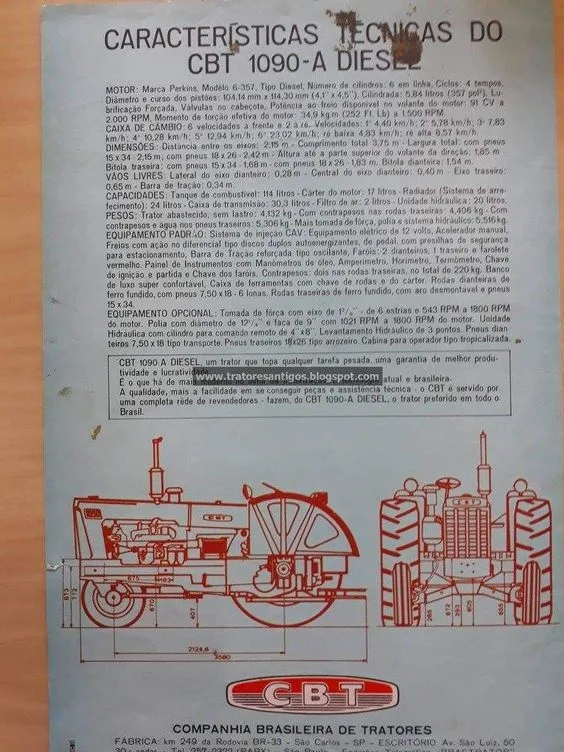 CARACTERÍSTICAS TÉCNICAS DO
CBT 1090-A DIESEL
MOTOR: Marca Perkins, Modêlo 6-357, Tipo Diesel, Número de cilindros: 6 em linha, Ciclos: 4 tempos,
Diâmetro e curso dos pistões: 104,14 mm x 114,30 mm (4,1" x 4,5"), Cilindrada: 5,84 litros (357 pol³), Lu-
brificação Forçada, Válvulas no cabeçote, Potência ao freio disponível no volante do motor: 91 CV a
2.000 RPM, Momento de torção efetiva do motor: 34,9 kg/m (252 Ft. Lb) a 1.500 RPM.
CAIXA DE CÂMBIO: 6 velocidades a frente e 2 à ré. Velocidades: 1ª 4,40 km/h; 2ª 5,78 km/h; 3ª 7,83
km/h; 4ª 10,28 km/h; 5ª 12,94 km/h; 6ª 23,02 km/h; ré baixa 4,83 km/h; ré alta 8,57 km/h.
DIMENSÕES: Distância entre os eixos: 2,15 m - Comprimento total 3,75 m - Largura total: com pneus
15 x 34 - 2,15 m; com pneus 18 x 26 - 2,42 m - Altura até a parte superior do volante da direção: 1,85 m
Bitola traseira: com pneus 15 x 34 - 1,68 m - com pneus 18 x 26 - 1,83 m. Bitola dianteira: 1,54 m.
VÃOS LIVRES: Lateral do eixo dianteiro; 0,28 m - Central do eixo dianteiro: 0,40 m - Eixo traseiro:
0,65 m - Barra de tração: 0,34 m.
CAPACIDADES: Tanque de combustível: 114 litros - Cárter do motor: 17 litros - Radiador (Sistema de arre-
fecimento): 24 litros - Caixa de transmissão: 30,3 litros - Filtro de ar: 2 litros - Unidade hidráulica: 20 litros.
PESOS: Trator abastecido, sem lastro: 4,132 kg - Com contrapesos nas rodas traseiras: 4,406 kg - Com
contrapesos e água nos pneus traseiros: 5,306 kg - Mais tomada de força, polia e sistema hidráulico: 5,516 kg.
EQUIPAMENTO PADRÃO: Sistema de injeção CAV: Equipamento elétrico de 12 volts, Acelerador manual,
Freios com ação no diferencial tipo discos duplos autoenergizantes, de pedal, com presilhas de segurança
para estacionamento, Barra de Tração reforçada tipo oscilante, Faróis: 2 dianteiros, 1 traseiro e farolete
vermelho. Painel de Instrumentos com Manômetros de óleo, Amperímetro, Horímetro, Termômetro, Chave
de ignição e partida e Chave dos faróis. Contrapesos: dois nas rodas traseiras, no total de 220 kg. Banco
de luxo super confortável, Caixa de ferramentas com chave de rodas e do cárter. Rodas dianteiras de
ferro fundido, com pneus 7,50 x 18 - 6 lonas. Rodas traseiras de ferro fundido, com aro desmontável e pneus
15 x 34.
EQUIPAMENTO OPCIONAL: Tomada de força com eixo de - de 6 estrias e 543 RPM a 1800 RPM
do motor. Polia com diâmetro de e faca de 9" com 1021 RPM a 1800 RPM do motor. Unidade
Hidráulica com cilindro para comando remoto de 4"x8". Levantamento Hidráulico de 3 pontos. Pneus dian-
teiros 7,50 x 18 tipo transporte. Pneus traseiros 18x26 tipo arrozeiro. Cabina para operador tipo tropicalizada.
CBT 1090 A DIESEL, um trator que topa qualquer tarefa pesada, uma garantia de melhor produ-
tividade e lucratividade.
www.tratoresantigos.blogspot.com
É o que há de mais atual e brasileira.
A qualidade, mais a facilidade em se conseguir peças e assistência técnica - o CBT é servido por
uma completa rêde de revendedores - fazem, do CBT 1090-A DIESEL, o trator preferido em todo o
Brasil.
CBT
873
772
675
483
670
407
2124,6
3580
286
672
293
605
655
CBT
COMPANHIA BRASILEIRA DE TRATORES
FÁBRICA: km 249 da Rodovia BR-33 - São Carlos - SP - ESCRITÓRIO: Av. São Luiz, 50